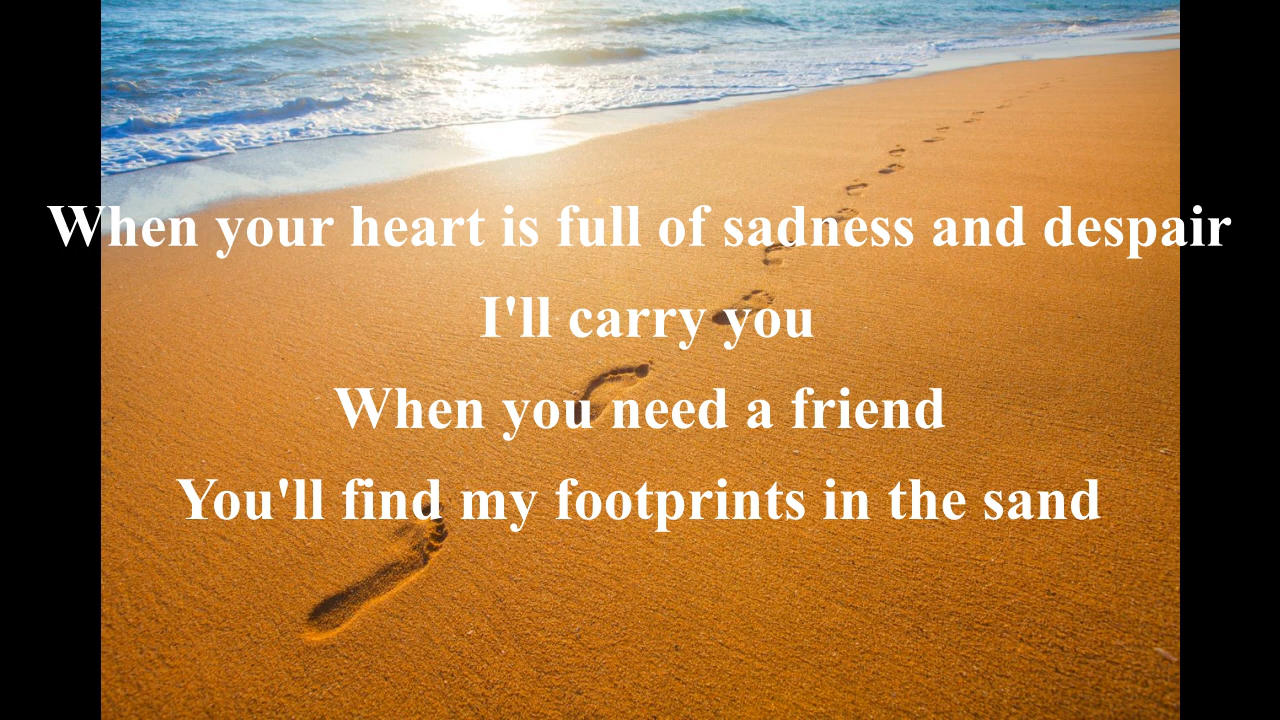 When your heart is full of sadness and despair
I'll carry you
When you need a friend
You'll find my footprints in the sand